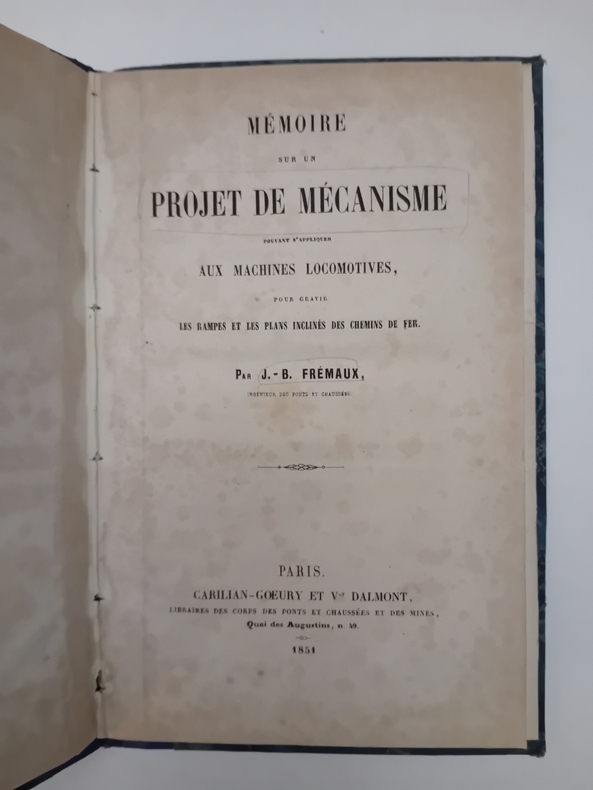 MÉMOIRE
SUR UN
PROJET DE MÉCANISME
POUVANT S'APPLIQUER
AUX MACHINES LOCOMOTIVES,
POUR GRAVIR
LES RAMPES ET LES PLANS INCLINÉS DES CHEMINS DE FER.
PAR J.-B. FRÉMAUX,
INGÉNIEUR DES PONTS ET CHAUSSÉES.
PARIS.
CARILIAN-GOEURY ET Vor DALMONT,
LIBRAIRES DES CORPS DES PONTS ET CHAUSSÉES ET DES MINES,
Quai des Augustins, n. 49.
1851